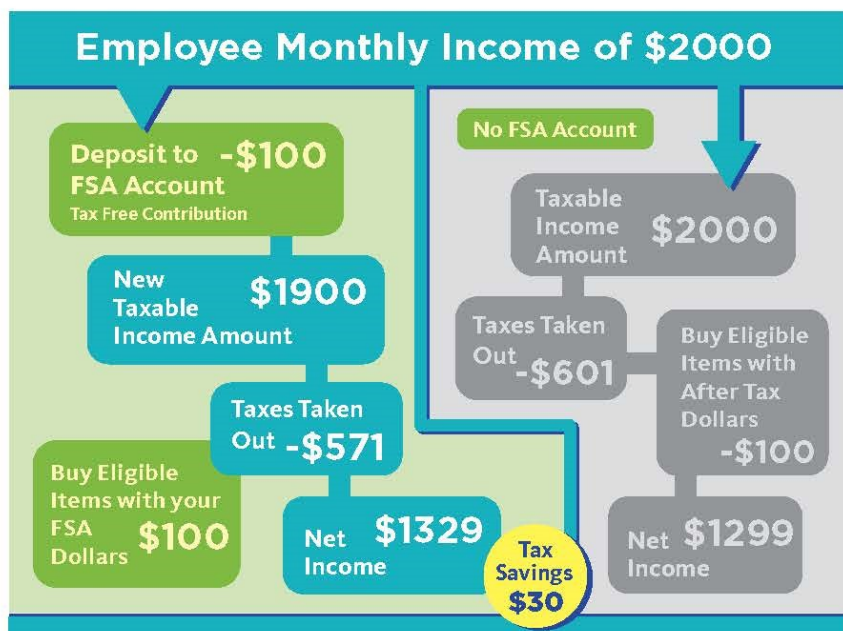 Employee Monthly Income of $2000
Deposit to -$100
FSA Account
Tax Free Contribution
New
Taxable $1900
Income Amount
Taxes Taken
Out -$571
Buy Eligible
Items with your
FSA
Dollars $100
Net $1329
Income
Tax
Savings
$30
No FSA Account
Taxable
Income $2000
Amount
Taxes Taken
Out -$601
Buy Eligible
Items with
After Tax
Dollars
-$100
Net $1299
Income